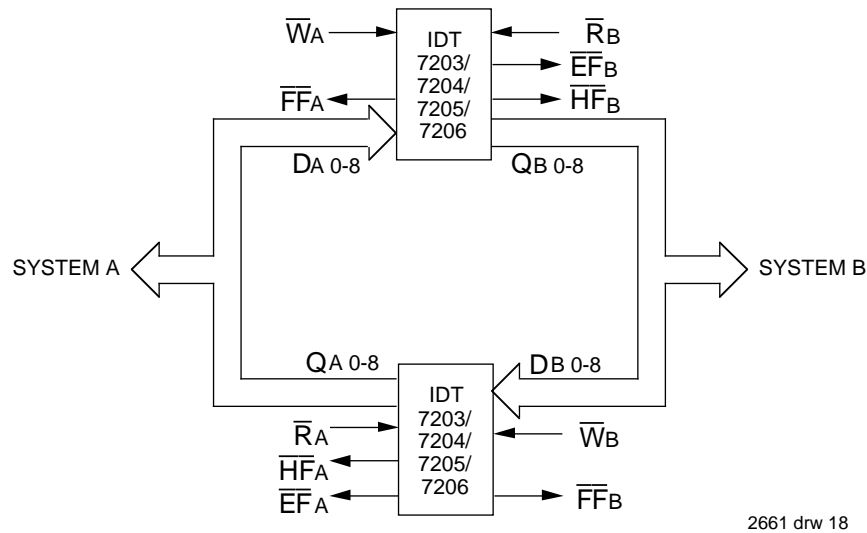 W̅A
IDT
7203/
7204/
7205/
7206
R̅B
E̅F̅B
F̅F̅A
H̅F̅B
DA 0-8
QB 0-8
SYSTEM A
SYSTEM B
QA 0-8
DB 0-8
IDT
7203/
7204/
7205/
7206
R̅A
W̅B
H̅F̅A
E̅F̅A
F̅F̅B
2661 drw 18